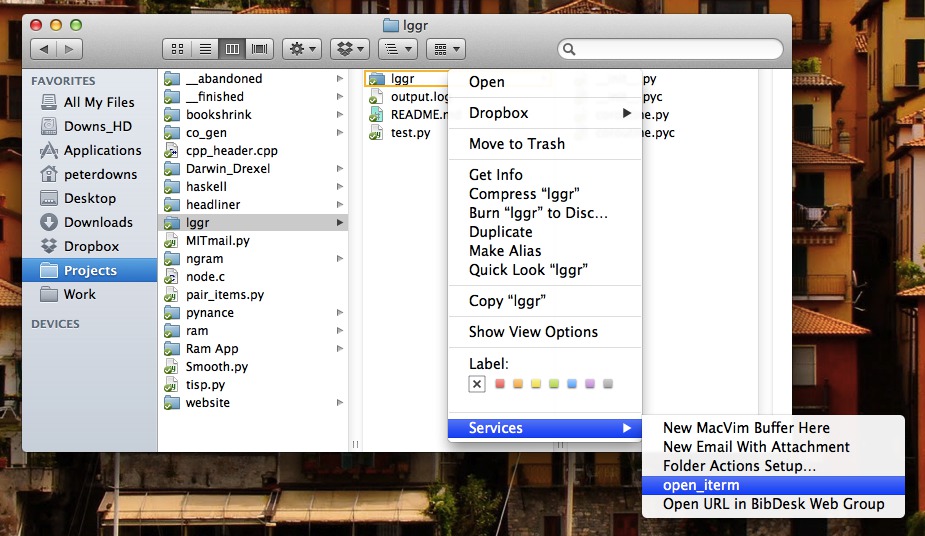 lggr
FAVORITES
All My Files
Downs_HD
Applications
peterdowns
Desktop
Downloads
Dropbox
Projects
Work
DEVICES
__abandoned
__finished
bookshrink
co_gen
cpp_header.cpp
Darwin_Drexel
haskell
headliner
lggr
MITmail.py
ngram
node.c
pair_items.py
pynance
ram
Ram App
Smooth.py
tisp.py
website
lggr
output.log
README.m
test.py
Open
Dropbox
Move to Trash
Get Info
Compress “lggr”
Burn “lggr” to Disc...
Duplicate
Make Alias
Quick Look “lggr”
Copy “lggr”
Show View Options
Label:
Services
.py
.pyc
.py
.pyc
New MacVim Buffer Here
New Email With Attachment
Folder Actions Setup...
open_iterm
Open URL in BibDesk Web Group